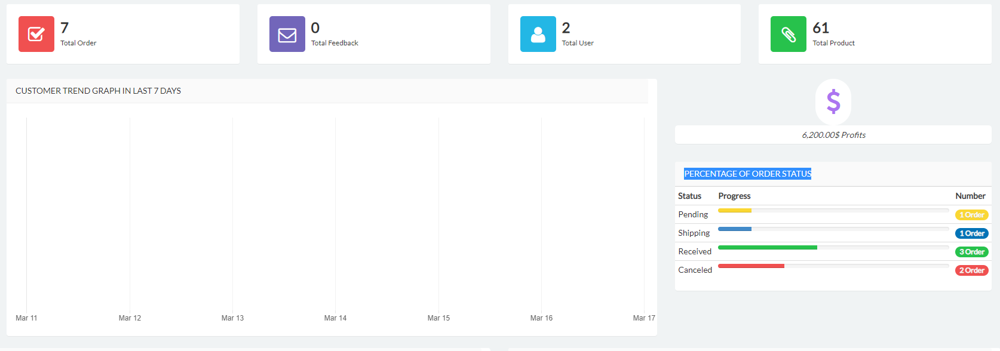 7
Total Order
0
Total Feedback
2
Total User
61
Total Product
CUSTOMER TREND GRAPH IN LAST 7 DAYS
Mar 11 Mar 12 Mar 13 Mar 14 Mar 15 Mar 16 Mar 17
$
6,200.00$ Profits
PERCENTAGE OF ORDER STATUS
Status Progress Number
Pending 1 Order
Shipping 1 Order
Received 3 Order
Canceled 2 Order